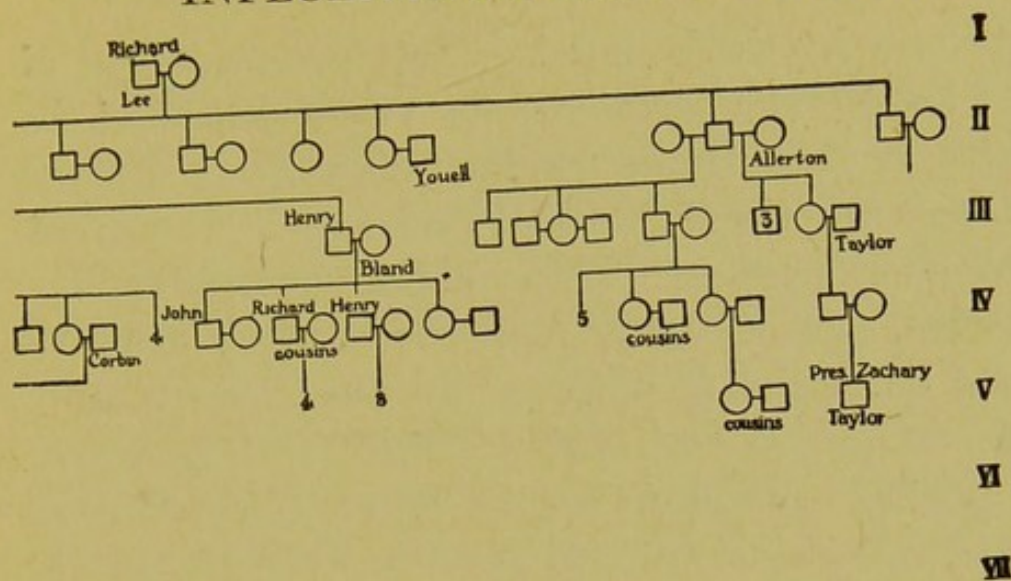 I
Richard
Lee
II
Allerton
Youell
III
Henry
3
Taylor
Bland
IV
John
Richard
Henry
4
5
cousins
cousins
Corbin
Pres. Zachary
V
4
8
cousins
Taylor
VI
VII